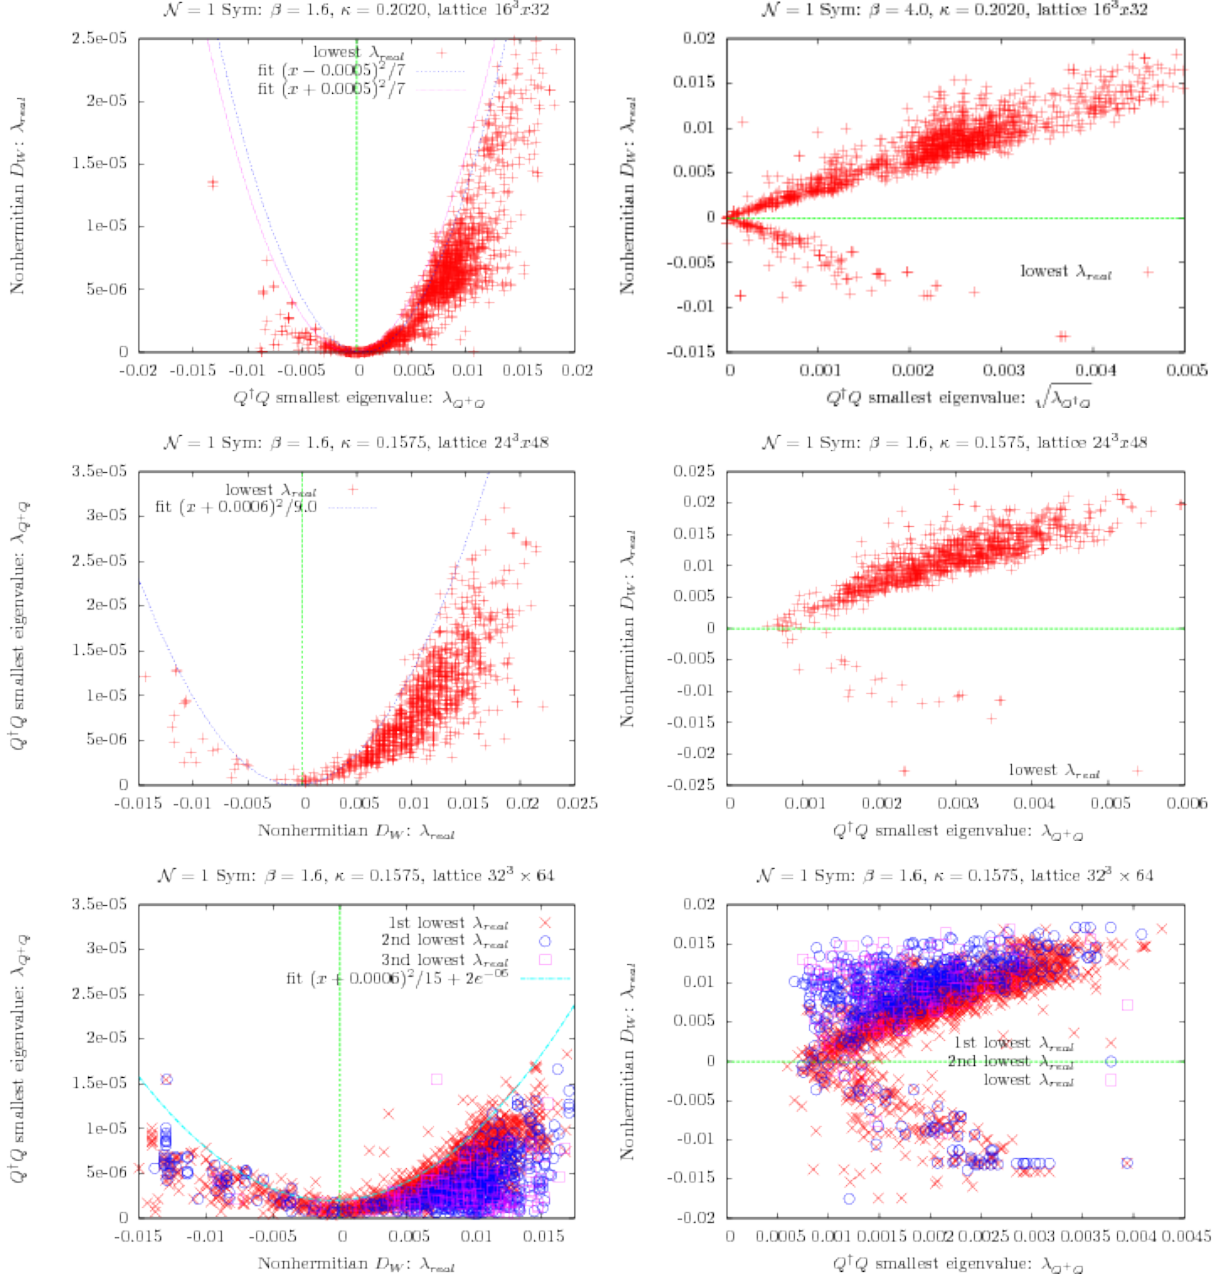 𝒩 = 1 Sym: β = 1.6, κ = 0.2020, lattice 16³x32
Nonhermitian D_W: λ_real
2.5e-05
2e-05
1.5e-05
1e-05
5e-06
0
lowest λ_real
fit (x − 0.0005)²/7
fit (x + 0.0005)²/7
-0.02 -0.015 -0.01 -0.005 0 0.005 0.01 0.015 0.02
Q†Q smallest eigenvalue: λ_Q+Q
𝒩 = 1 Sym: β = 4.0, κ = 0.2020, lattice 16³x32
Nonhermitian D_W: λ_real
0.02
0.015
0.01
0.005
0
-0.005
-0.01
-0.015
lowest λ_real
0 0.001 0.002 0.003 0.004 0.005
Q†Q smallest eigenvalue: √λ_Q†Q
𝒩 = 1 Sym: β = 1.6, κ = 0.1575, lattice 24³x48
Q†Q smallest eigenvalue: λ_Q+Q
3.5e-05
3e-05
2.5e-05
2e-05
1.5e-05
1e-05
5e-06
0
lowest λ_real
fit (x + 0.0006)²/9.0
-0.015 -0.01 -0.005 0 0.005 0.01 0.015 0.02 0.025
Nonhermitian D_W: λ_real
𝒩 = 1 Sym: β = 1.6, κ = 0.1575, lattice 24³x48
Nonhermitian D_W: λ_real
0.025
0.02
0.015
0.01
0.005
0
-0.005
-0.01
-0.015
-0.02
-0.025
lowest λ_real
0 0.001 0.002 0.003 0.004 0.005 0.006
Q†Q smallest eigenvalue: λ_Q+Q
𝒩 = 1 Sym: β = 1.6, κ = 0.1575, lattice 32³ × 64
Q†Q smallest eigenvalue: λ_Q+Q
3.5e-05
3e-05
2.5e-05
2e-05
1.5e-05
1e-05
5e-06
0
1st lowest λ_real
2nd lowest λ_real
3nd lowest λ_real
fit (x + 0.0006)²/15 + 2e^−06
-0.015 -0.01 -0.005 0 0.005 0.01 0.015
Nonhermitian D_W: λ_real
𝒩 = 1 Sym: β = 1.6, κ = 0.1575, lattice 32³ × 64
Nonhermitian D_W: λ_real
0.02
0.015
0.01
0.005
0
-0.005
-0.01
-0.015
-0.02
1st lowest λ_real
2nd lowest λ_real
lowest λ_real
0 0.0005 0.001 0.0015 0.002 0.0025 0.003 0.0035 0.004 0.0045
Q†Q smallest eigenvalue: λ_Q+Q